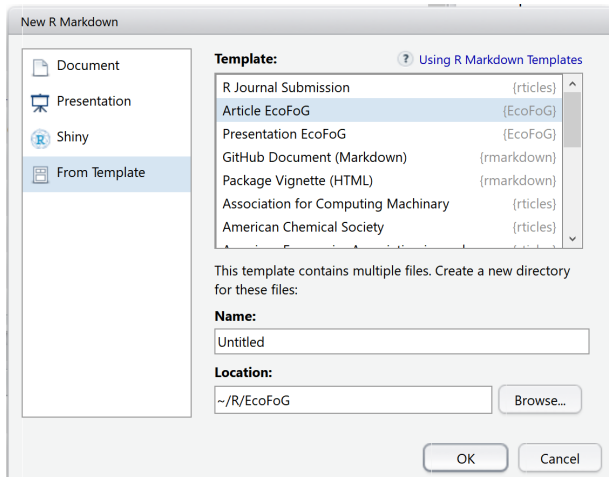 New R Markdown
Document
Presentation
Shiny
From Template
Template:
? Using R Markdown Templates
R Journal Submission {rticles}
Article EcoFoG {EcoFoG}
Presentation EcoFoG {EcoFoG}
GitHub Document (Markdown) {rmarkdown}
Package Vignette (HTML) {rmarkdown}
Association for Computing Machinary {rticles}
American Chemical Society {rticles}
This template contains multiple files. Create a new directory
for these files:
Name:
Untitled
Location:
~/R/EcoFoG
Browse...
OK
Cancel